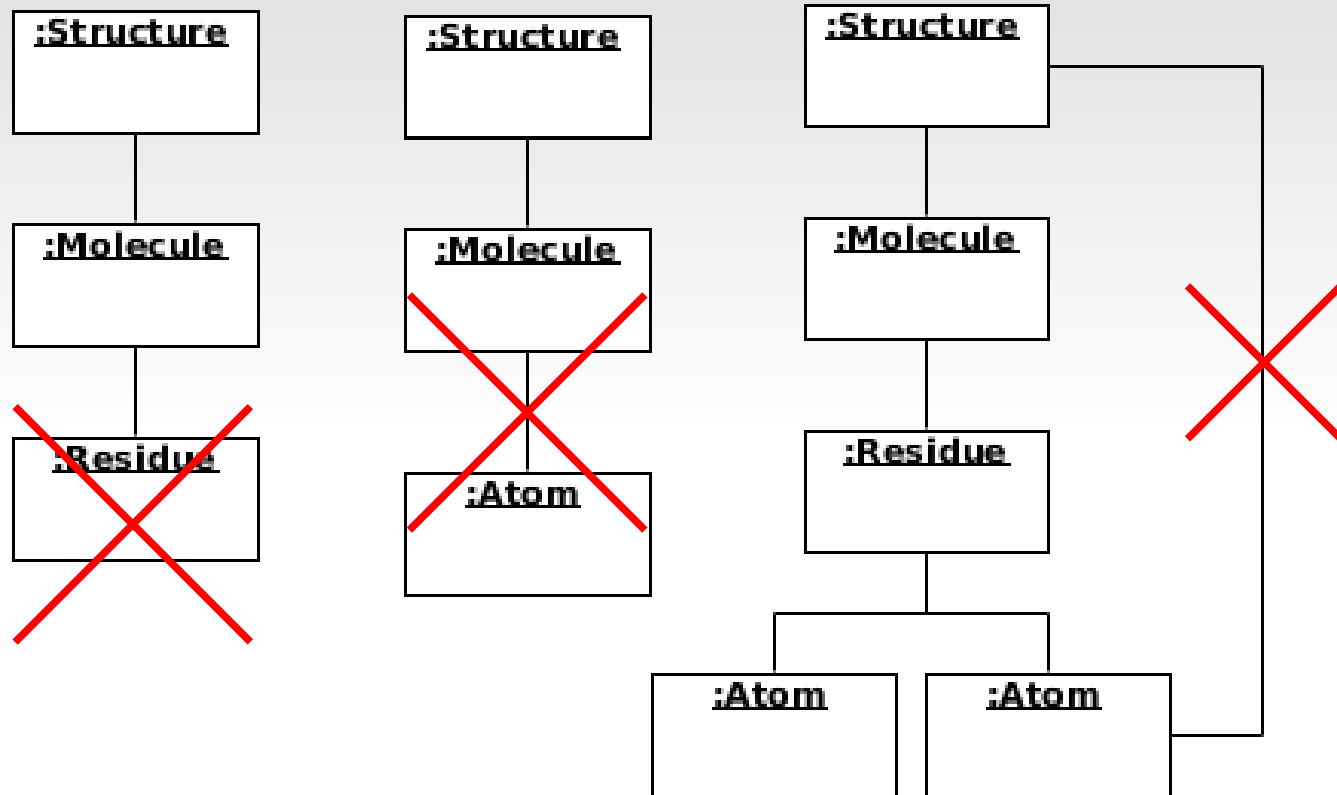 :Structure
:Molecule
:Residue
:Structure
:Molecule
:Atom
:Structure
:Molecule
:Residue
:Atom
:Atom